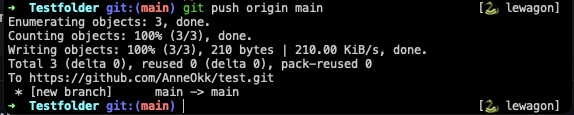 ➜  Testfolder git:(main) git push origin main [🐍 lewagon]
Enumerating objects: 3, done.
Counting objects: 100% (3/3), done.
Writing objects: 100% (3/3), 210 bytes | 210.00 KiB/s, done.
Total 3 (delta 0), reused 0 (delta 0), pack-reused 0
To https://github.com/AnneOkk/test.git
 * [new branch]      main -> main
➜  Testfolder git:(main) [🐍 lewagon]